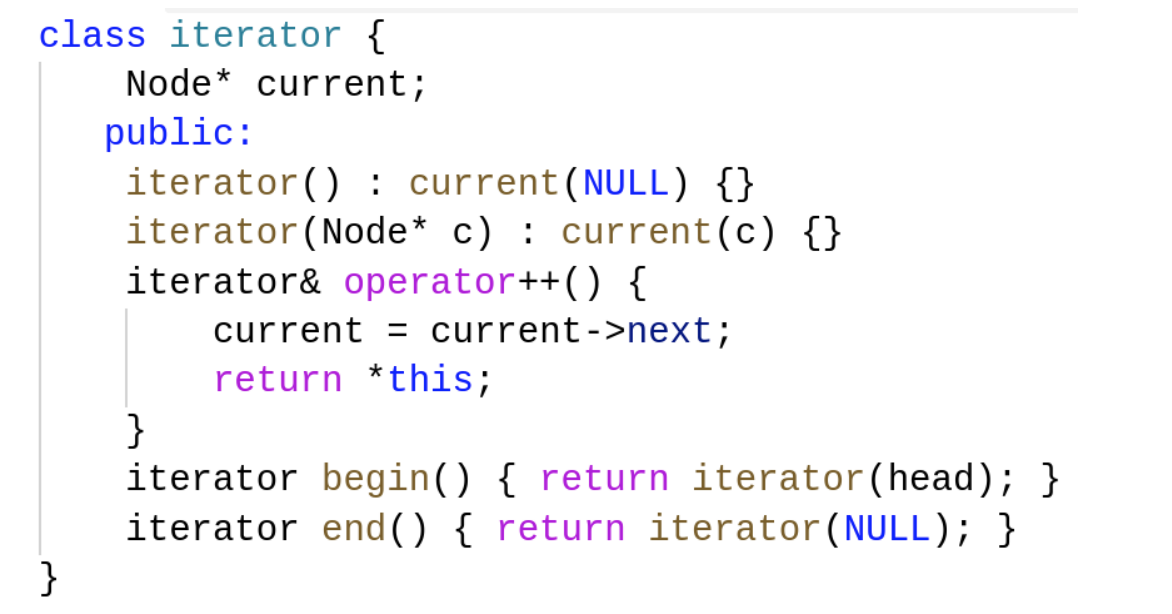 class iterator {
Node* current;
public:
iterator() : current(NULL) {}
iterator(Node* c) : current(c) {}
iterator& operator++() {
current = current->next;
return *this;
}
iterator begin() { return iterator(head); }
iterator end() { return iterator(NULL); }
}